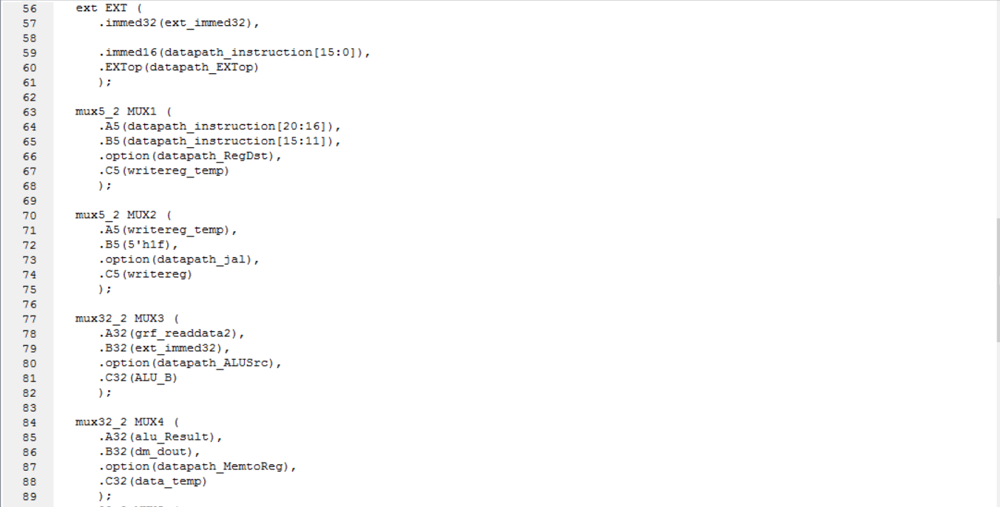 56 ext EXT (
57 .immed32(ext_immed32),
58
59 .immed16(datapath_instruction[15:0]),
60 .EXTop(datapath_EXTop)
61 );
62
63 mux5_2 MUX1 (
64 .A5(datapath_instruction[20:16]),
65 .B5(datapath_instruction[15:11]),
66 .option(datapath_RegDst),
67 .C5(writereg_temp)
68 );
69
70 mux5_2 MUX2 (
71 .A5(writereg_temp),
72 .B5(5'h1f),
73 .option(datapath_jal),
74 .C5(writereg)
75 );
76
77 mux32_2 MUX3 (
78 .A32(grf_readdata2),
79 .B32(ext_immed32),
80 .option(datapath_ALUSrc),
81 .C32(ALU_B)
82 );
83
84 mux32_2 MUX4 (
85 .A32(alu_Result),
86 .B32(dm_dout),
87 .option(datapath_MemtoReg),
88 .C32(data_temp)
89 );